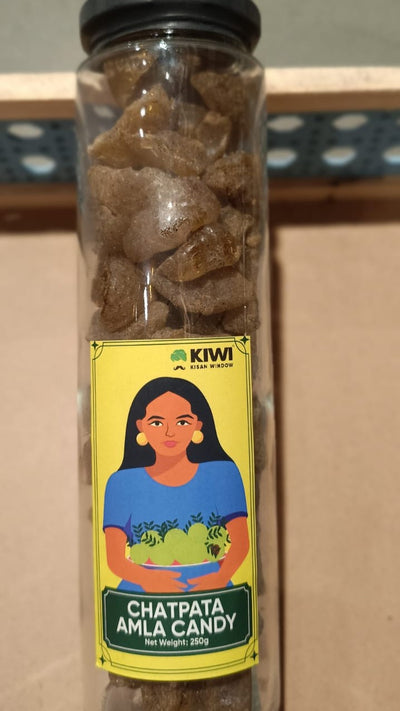 KIWI
KISAN WINDOW
CHATPATA
AMLA CANDY
Net Weight: 250g